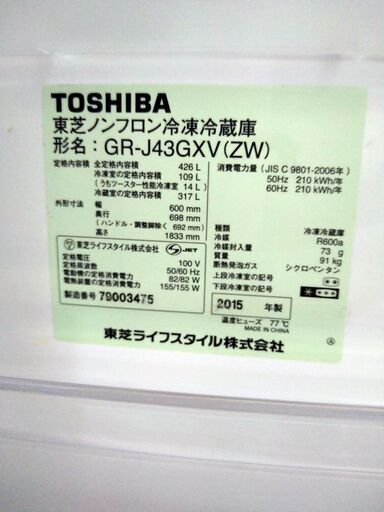 TOSHIBA
東芝ノンフロン冷凍冷蔵庫
形名：GR-J43GXV(ZW)
定格内容積 全定格内容積 426 L
冷凍室の定格内容積 109 L
(うちツースター性能冷凍室 14 L)
冷蔵室の定格内容積 317 L
外形寸法 幅 600 mm
奥行 698 mm
(ハンドル・調整脚除く 692 mm)
高さ 1833 mm
東芝ライフスタイル株式会社
JET
定格電圧 100 V
定格周波数 50/60 Hz
電動機の定格消費電力 82/82 W
電熱装置の定格消費電力 155/155 W
製造番号 79003475
消費電力量 (JIS C 9801-2006年)
50Hz 210 kWh/年
60Hz 210 kWh/年
種類 冷凍冷蔵庫
冷媒 R600a
冷媒封入量 73 g
質量 91 kg
断熱発泡ガス シクロペンタン
上段冷凍室の記号
下段冷凍室の記号
2015 年製
温度ヒューズ 77℃
MADE IN CHINA
東芝ライフスタイル株式会社
Ⓐ